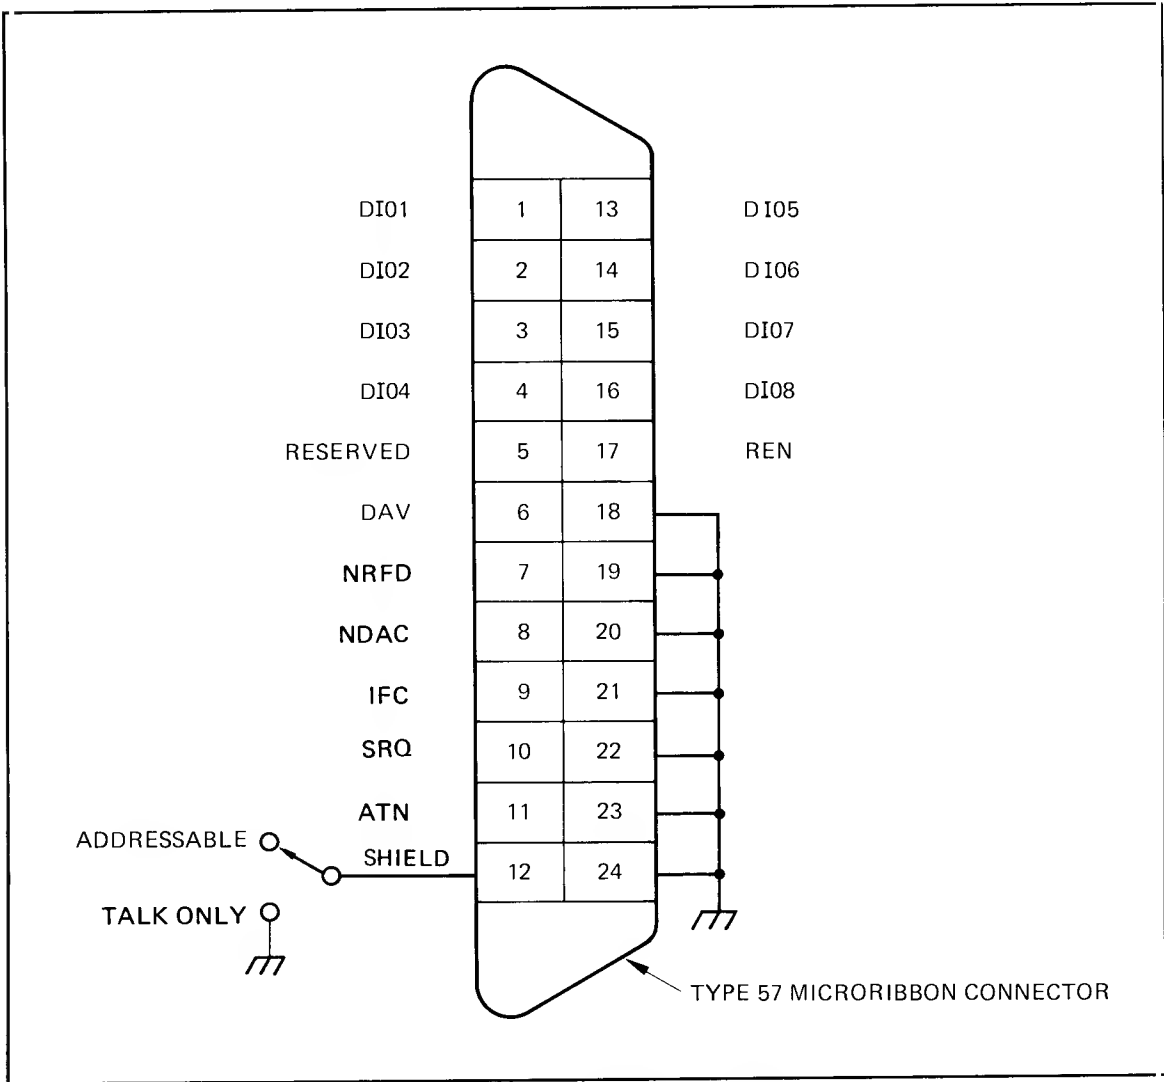 DI01 1 13 DI05
DI02 2 14 DI06
DI03 3 15 DI07
DI04 4 16 DI08
RESERVED 5 17 REN
DAV 6 18
NRFD 7 19
NDAC 8 20
IFC 9 21
SRQ 10 22
ATN 11 23
ADDRESSABLE
SHIELD 12 24
TALK ONLY
TYPE 57 MICRORIBBON CONNECTOR